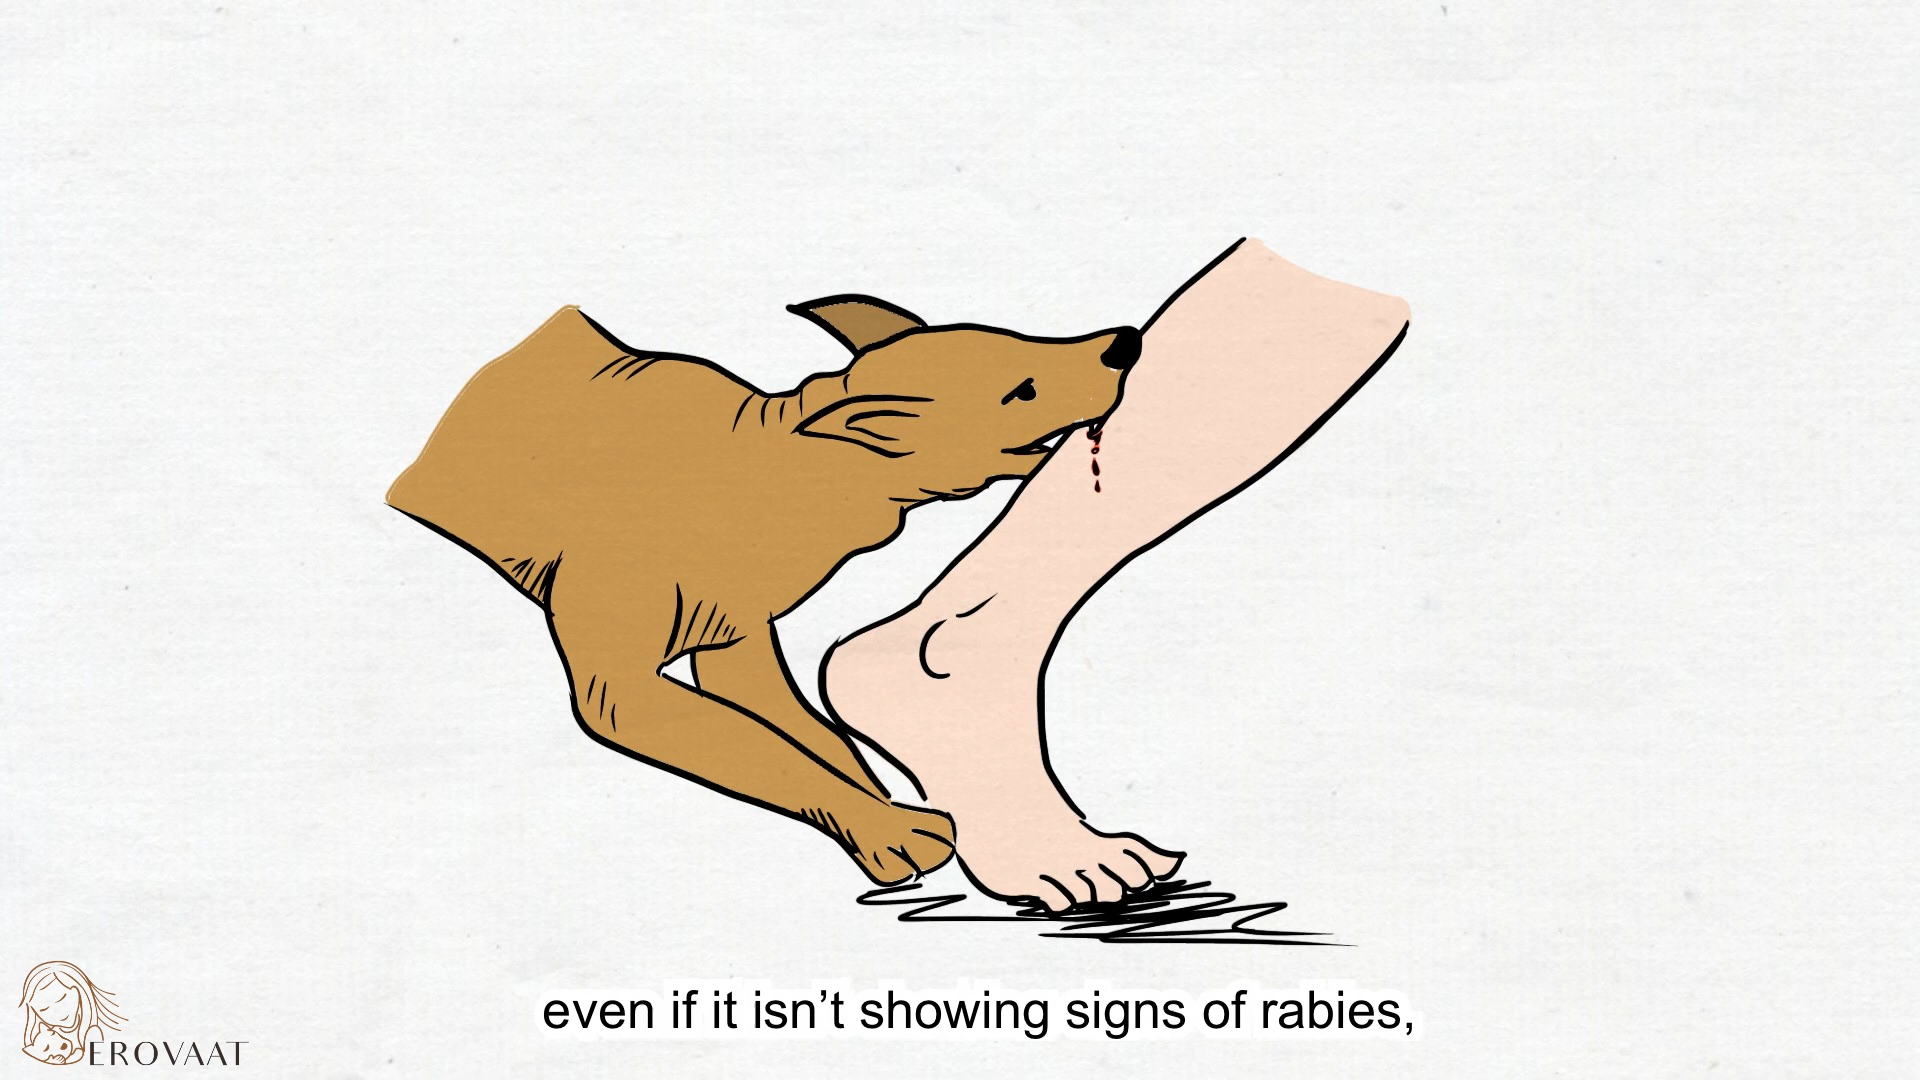 even if it isn’t showing signs of rabies,
EROVAAT